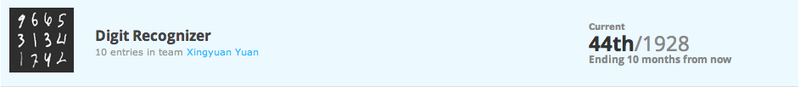 9665
3134
1742
Digit Recognizer
10 entries in team Xingyuan Yuan
Current
44th/1928
Ending 10 months from now